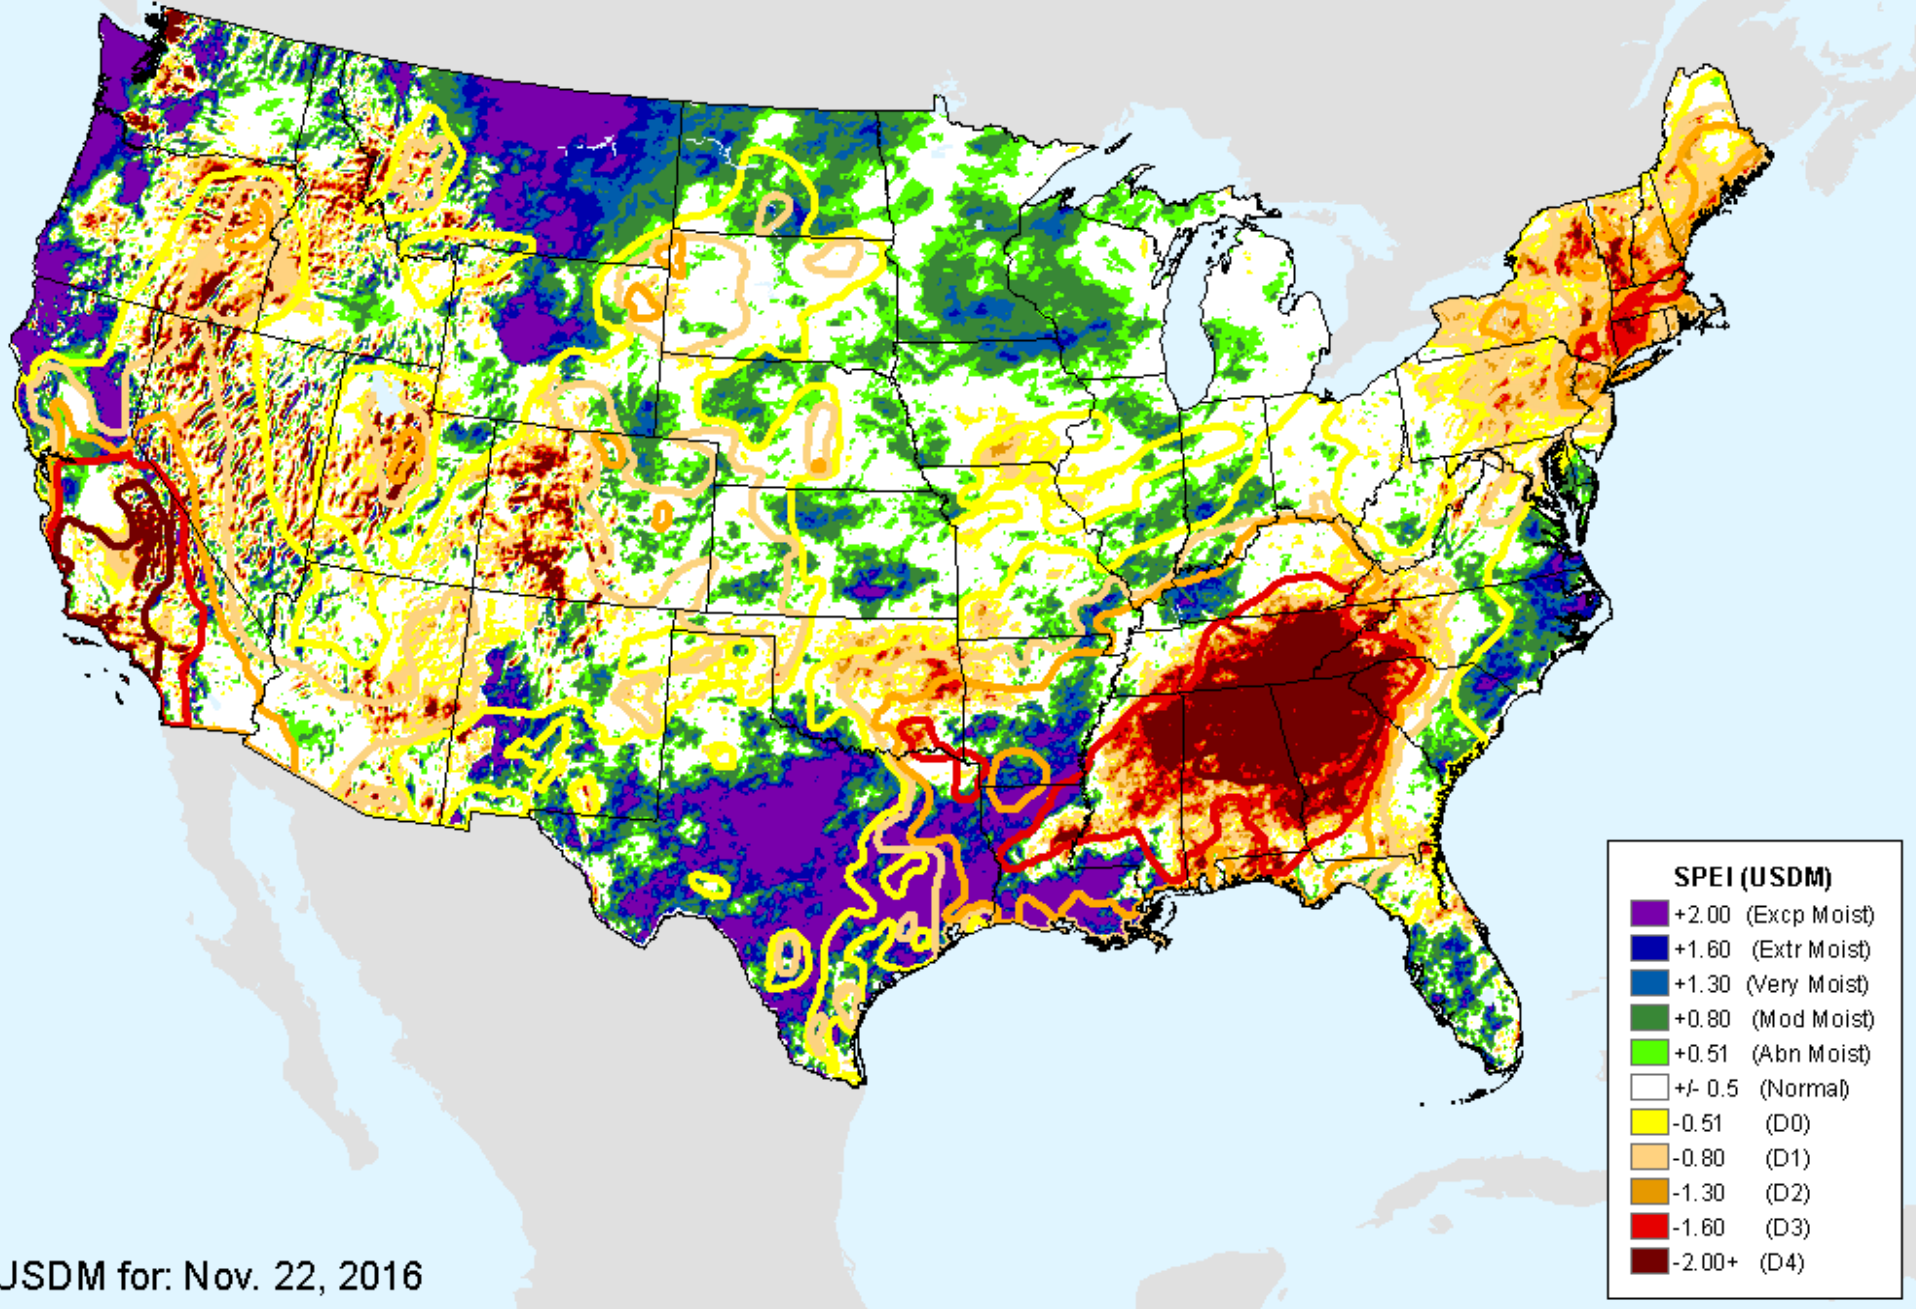 SPEI (USDM)
+2.00 (Excp Moist)
+1.60 (Extr Moist)
+1.30 (Very Moist)
+0.80 (Mod Moist)
+0.51 (Abn Moist)
+/- 0.5 (Normal)
-0.51 (D0)
-0.80 (D1)
-1.30 (D2)
-1.60 (D3)
-2.00+ (D4)
USDM for: Nov. 22, 2016